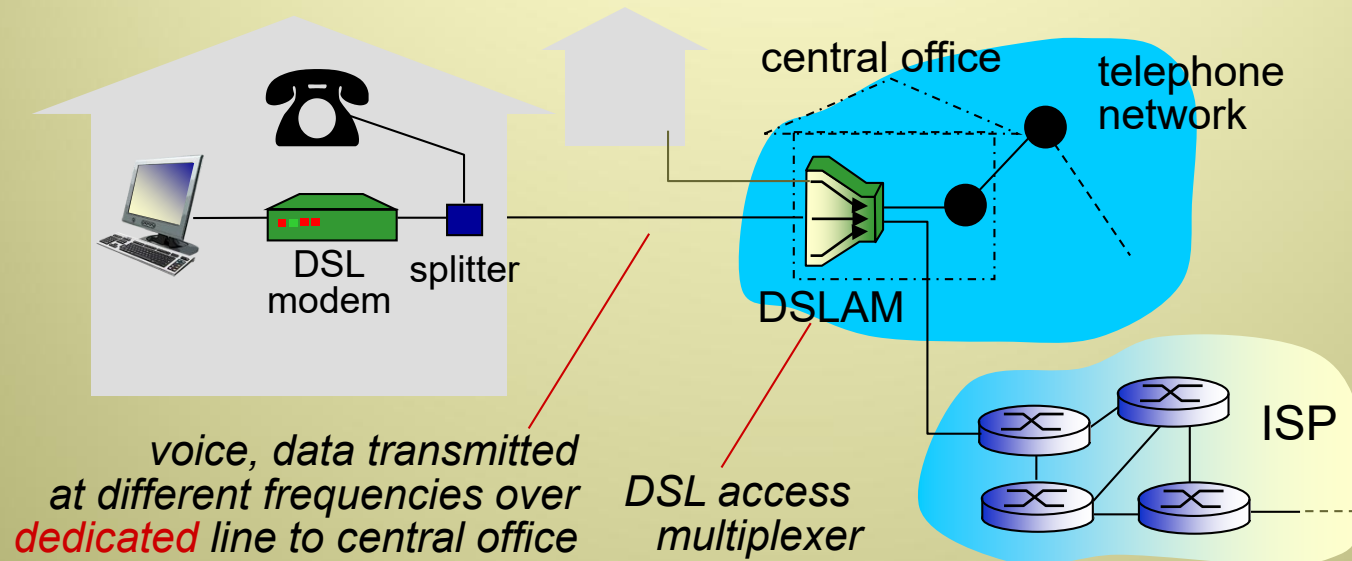 central office
telephone
network
DSL
modem
splitter
DSLAM
ISP
voice, data transmitted
at different frequencies over
dedicated line to central office
DSL access
multiplexer